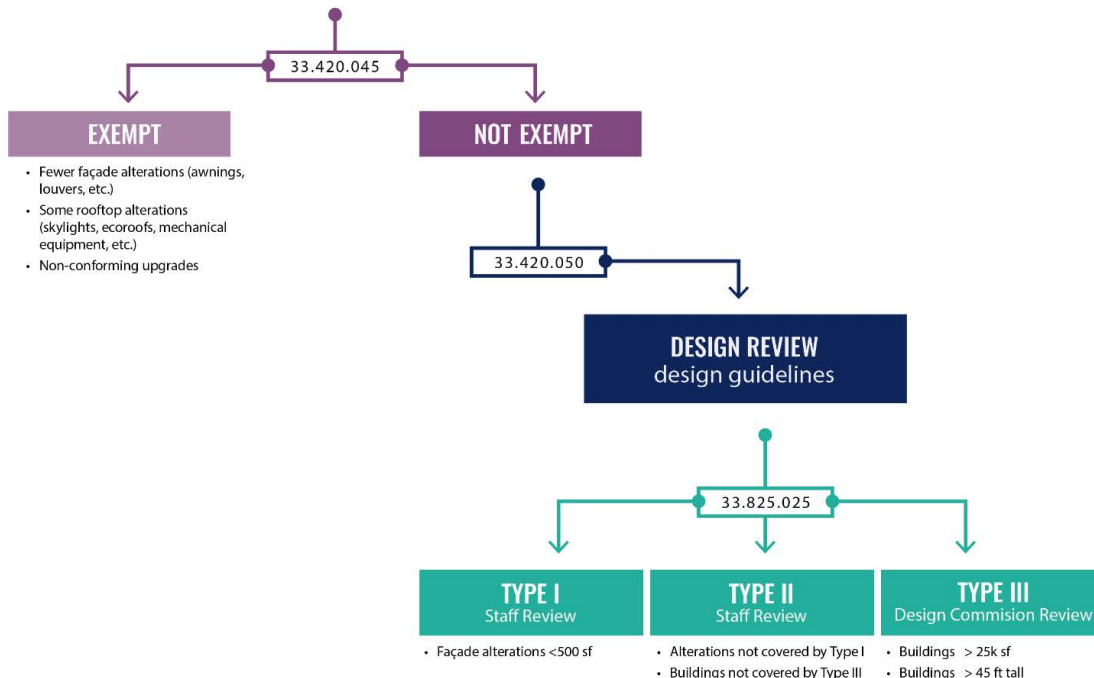 33.420.045
EXEMPT
NOT EXEMPT
• Fewer façade alterations (awnings,
louvers, etc.)
• Some rooftop alterations
(skylights, ecoroofs, mechanical
equipment, etc.)
• Non-conforming upgrades
33.420.050
DESIGN REVIEW
design guidelines
33.825.025
TYPE I
Staff Review
• Façade alterations <500 sf
TYPE II
Staff Review
• Alterations not covered by Type I
• Buildings not covered by Type III
TYPE III
Design Commision Review
• Buildings > 25k sf
• Buildings > 45 ft tall